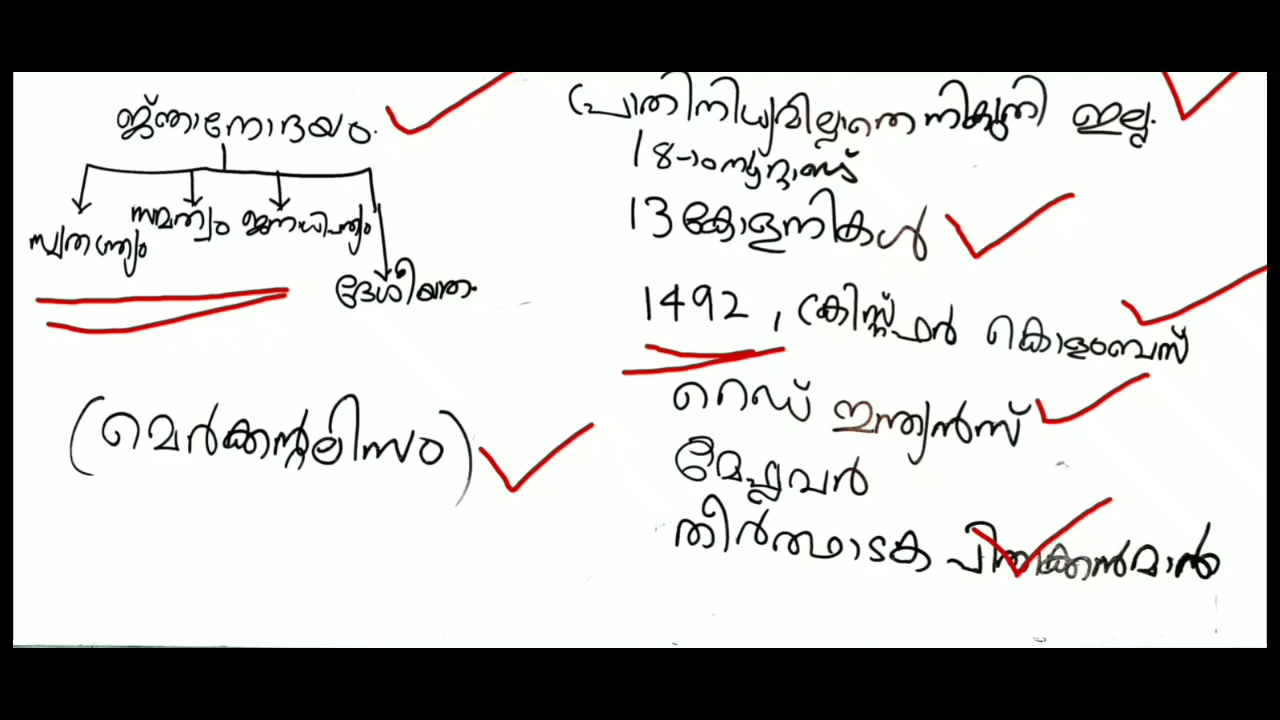 ജ്ഞാനോദയം.
സ്വാതന്ത്ര്യം സമത്വം ജനാധിപത്യം
ദേശീയത.
(മെർക്കന്റലിസം)
പ്രാതിനിധ്യമില്ലാതെ നികുതി ഇല്ല.
18-ാംനൂറ്റാണ്ട്
13 കോളനികൾ
1492, ക്രിസ്റ്റഫർ കൊളംബസ്
റെഡ് ഇന്ത്യൻസ്
മേഫ്ലവർ
തീർത്ഥാടക പിതാക്കൻമാർ